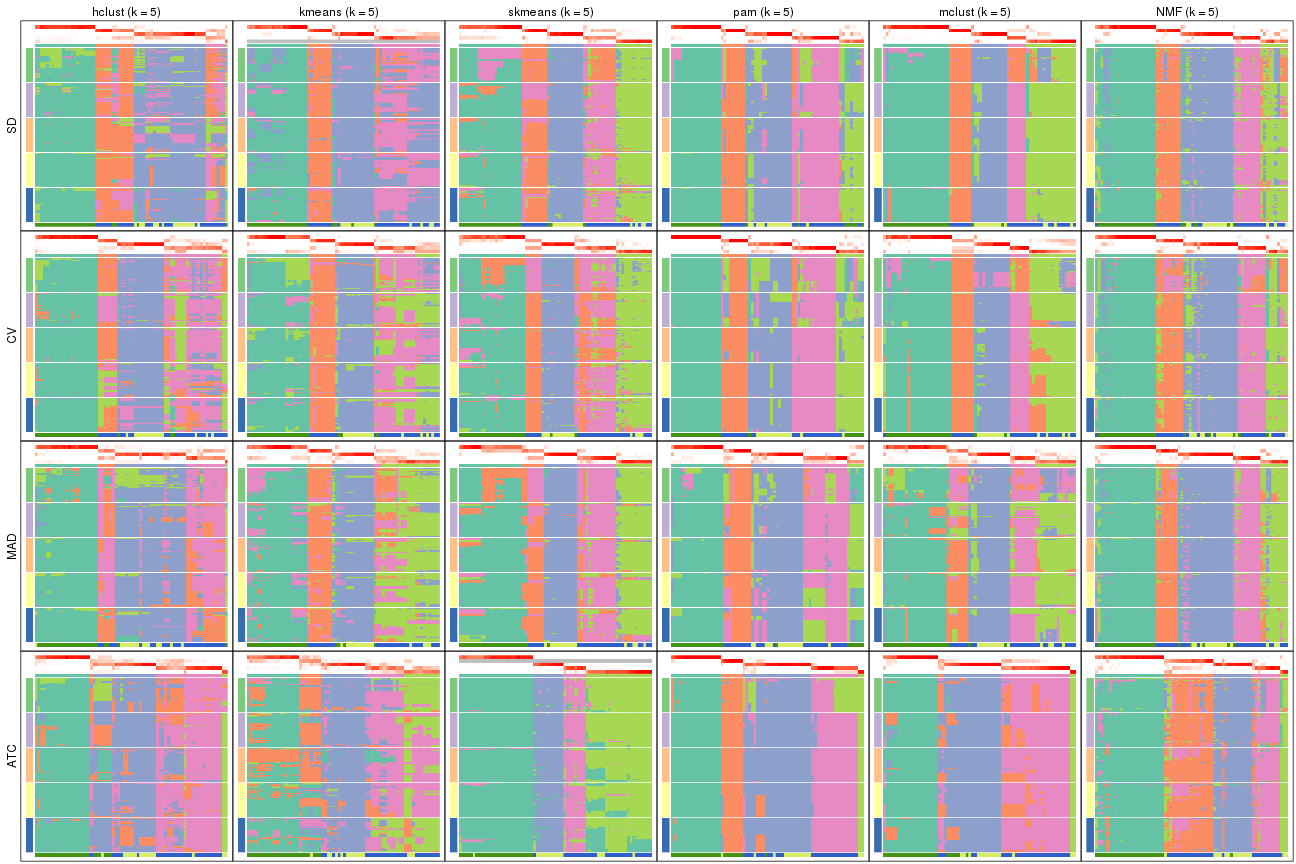 hclust (k = 5)
kmeans (k = 5)
skmeans (k = 5)
pam (k = 5)
mclust (k = 5)
NMF (k = 5)
SD
CV
MAD
ATC